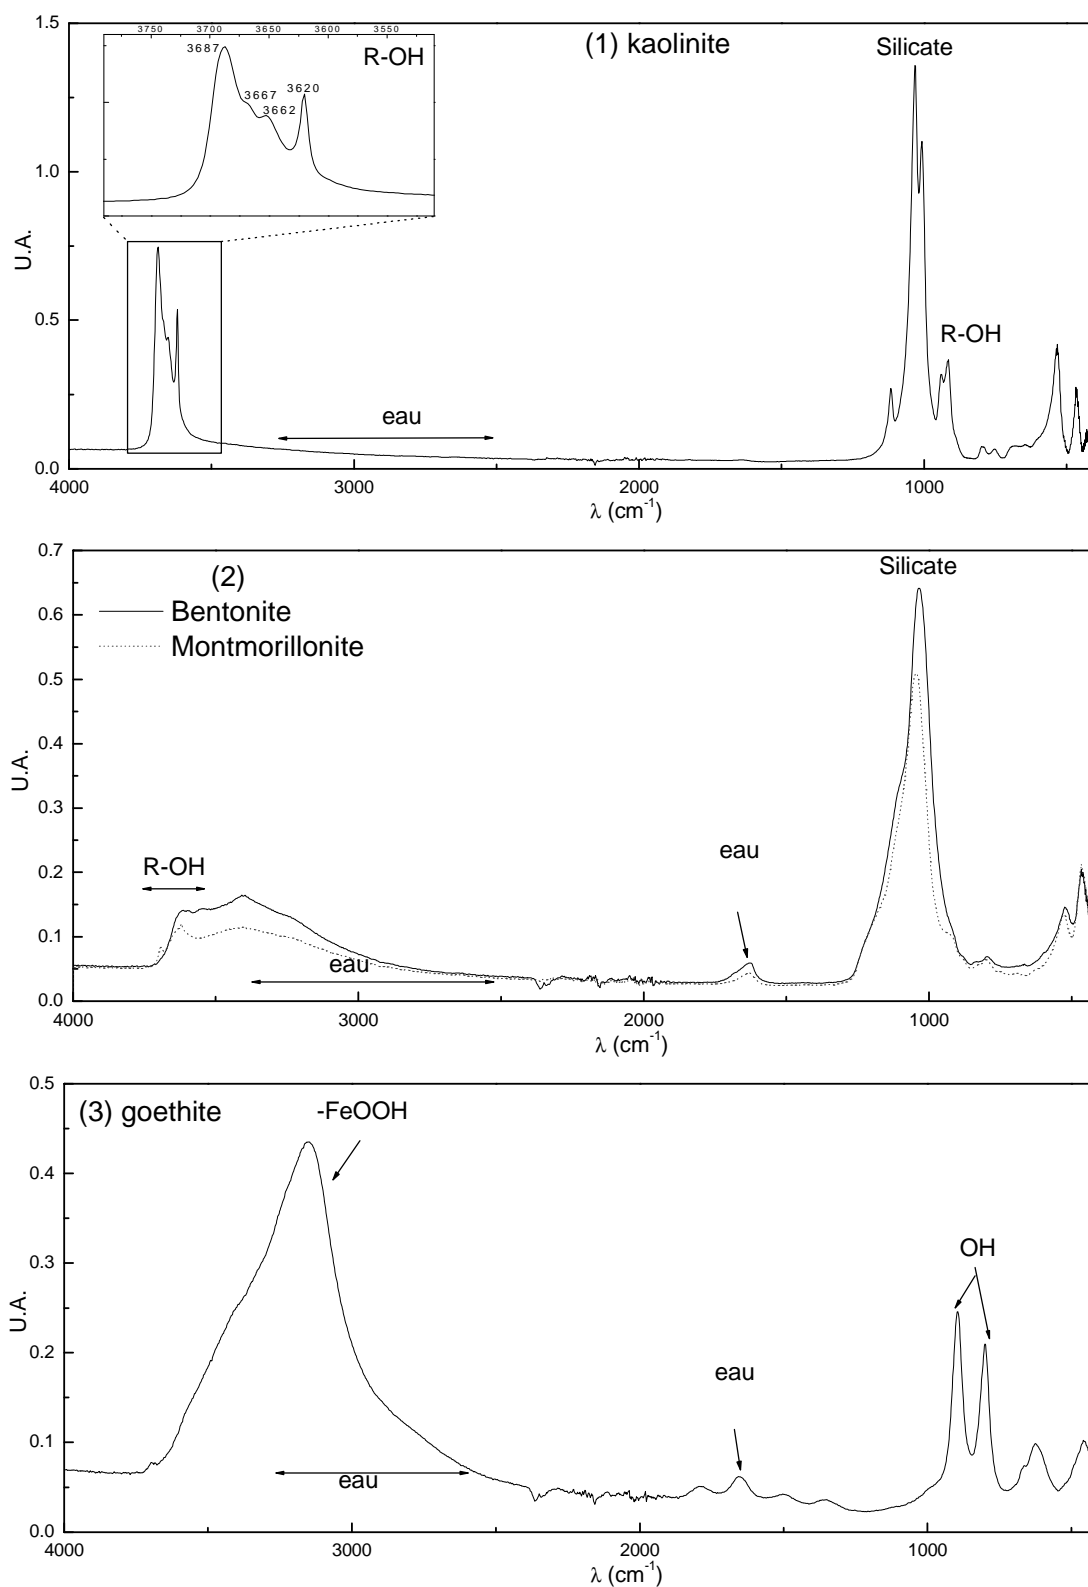 1.5
(1) kaolinite
Silicate
3750 3700 3650 3600 3550
R-OH
3687
3667
3662
3620
1.0
U.A.
0.5
R-OH
eau
0.0
4000 3000 2000 1000
λ (cm-1)
0.7
(2)
Silicate
Bentonite
Montmorillonite
0.6
0.5
0.4
U.A.
0.3
0.2
R-OH
eau
0.1
eau
0.0
4000 3000 2000 1000
λ (cm-1)
0.5
(3) goethite
-FeOOH
0.4
0.3
OH
U.A.
0.2
eau
0.1
eau
0.0
4000 3000 2000 1000
λ (cm-1)